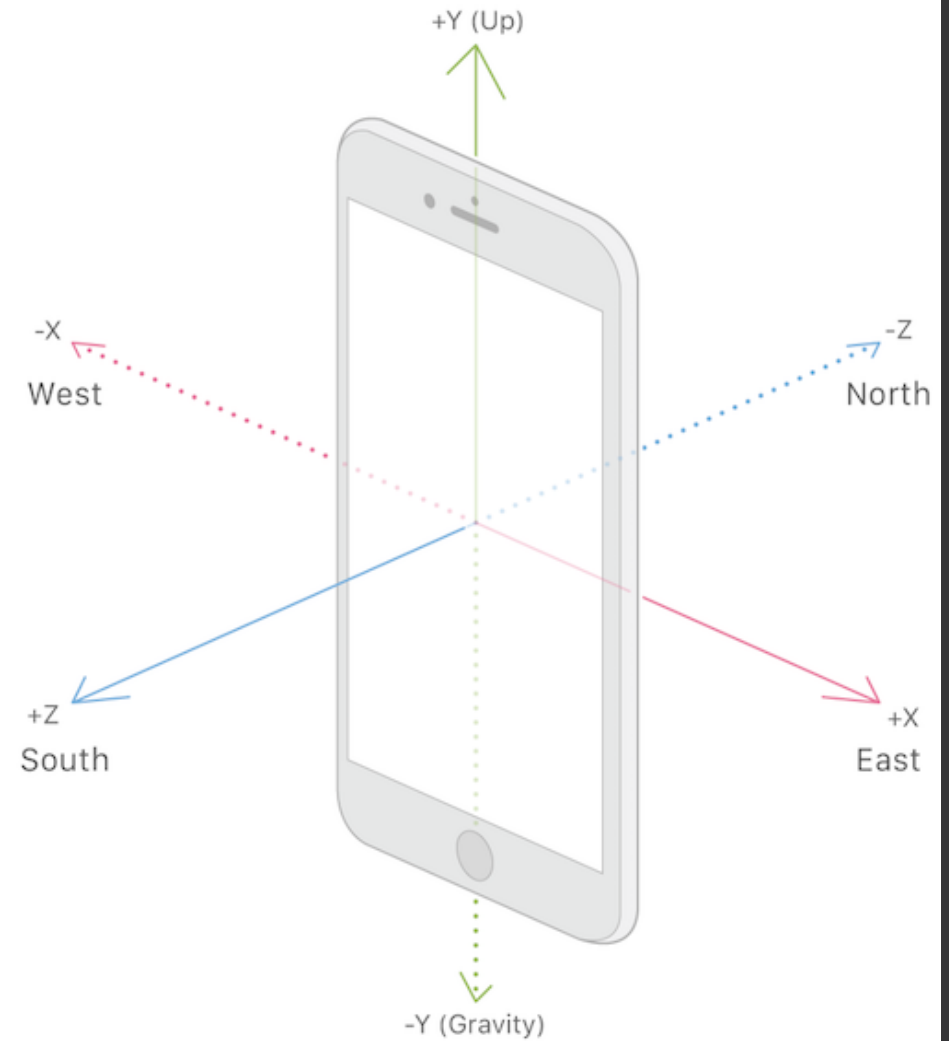 +Y (Up)
-X
West
-Z
North
+Z
South
+X
East
-Y (Gravity)